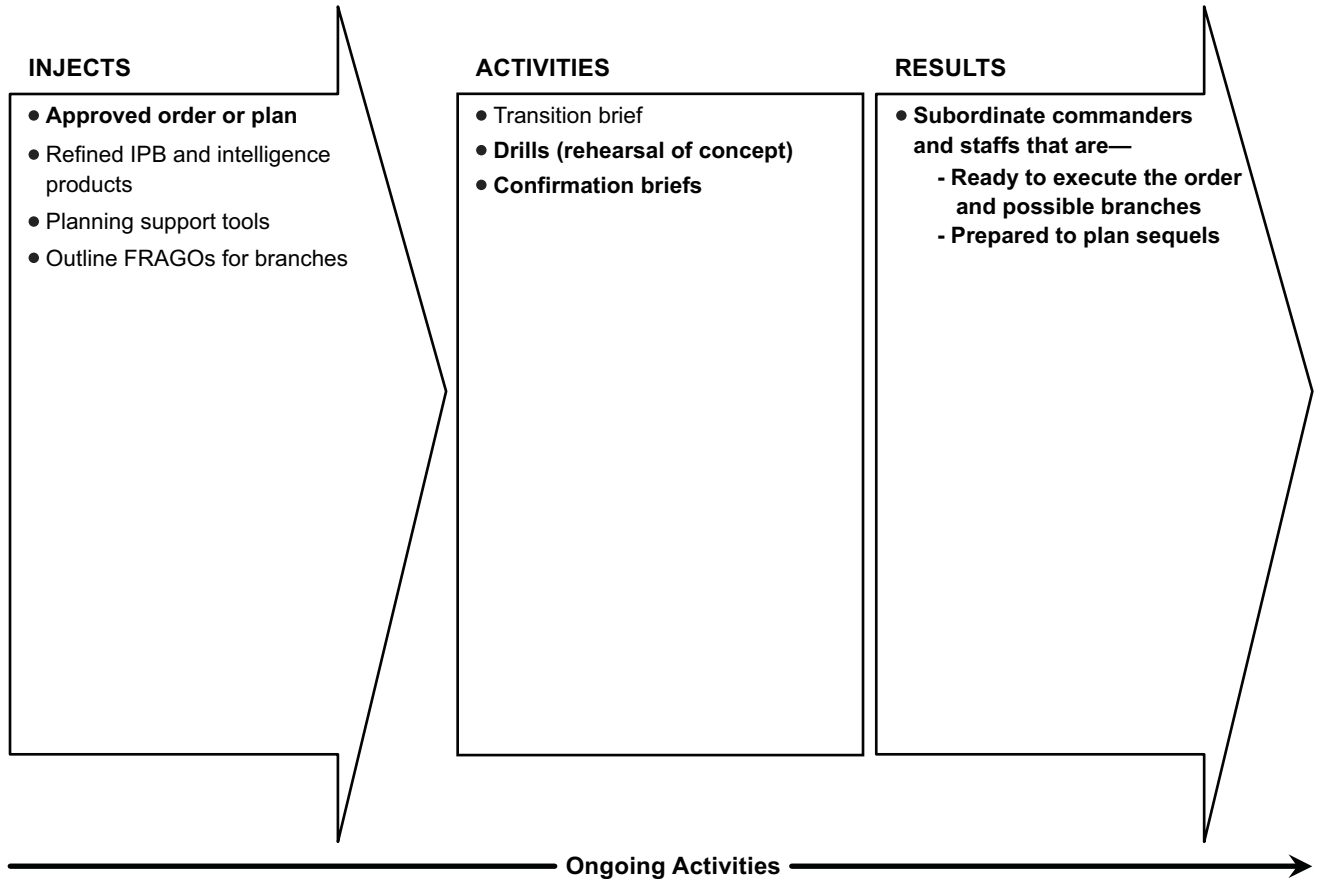 INJECTS
● Approved order or plan
● Refined IPB and intelligence
products
● Planning support tools
● Outline FRAGOs for branches
ACTIVITIES
● Transition brief
● Drills (rehearsal of concept)
● Confirmation briefs
RESULTS
● Subordinate commanders
and staffs that are—
- Ready to execute the order
and possible branches
- Prepared to plan sequels
Ongoing Activities